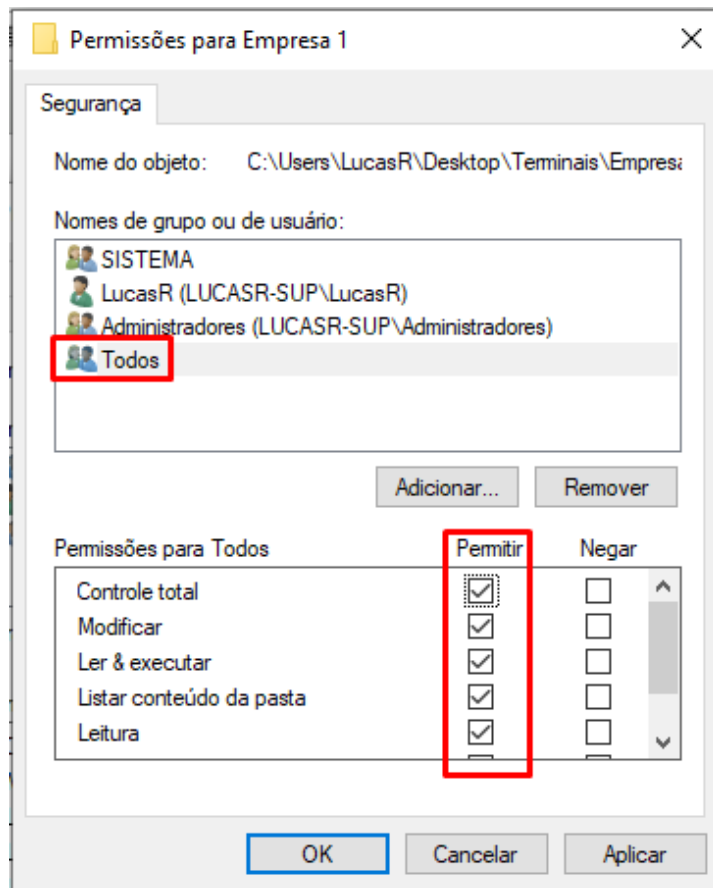 Permissões para Empresa 1
Segurança
Nome do objeto: C:\Users\LucasR\Desktop\Terminais\Empresa
Nomes de grupo ou de usuário:
SISTEMA
LucasR (LUCASR-SUP\LucasR)
Administradores (LUCASR-SUP\Administradores)
Todos
Adicionar... Remover
Permissões para Todos Permitir Negar
Controle total
Modificar
Ler & executar
Listar conteúdo da pasta
Leitura
OK Cancelar Aplicar